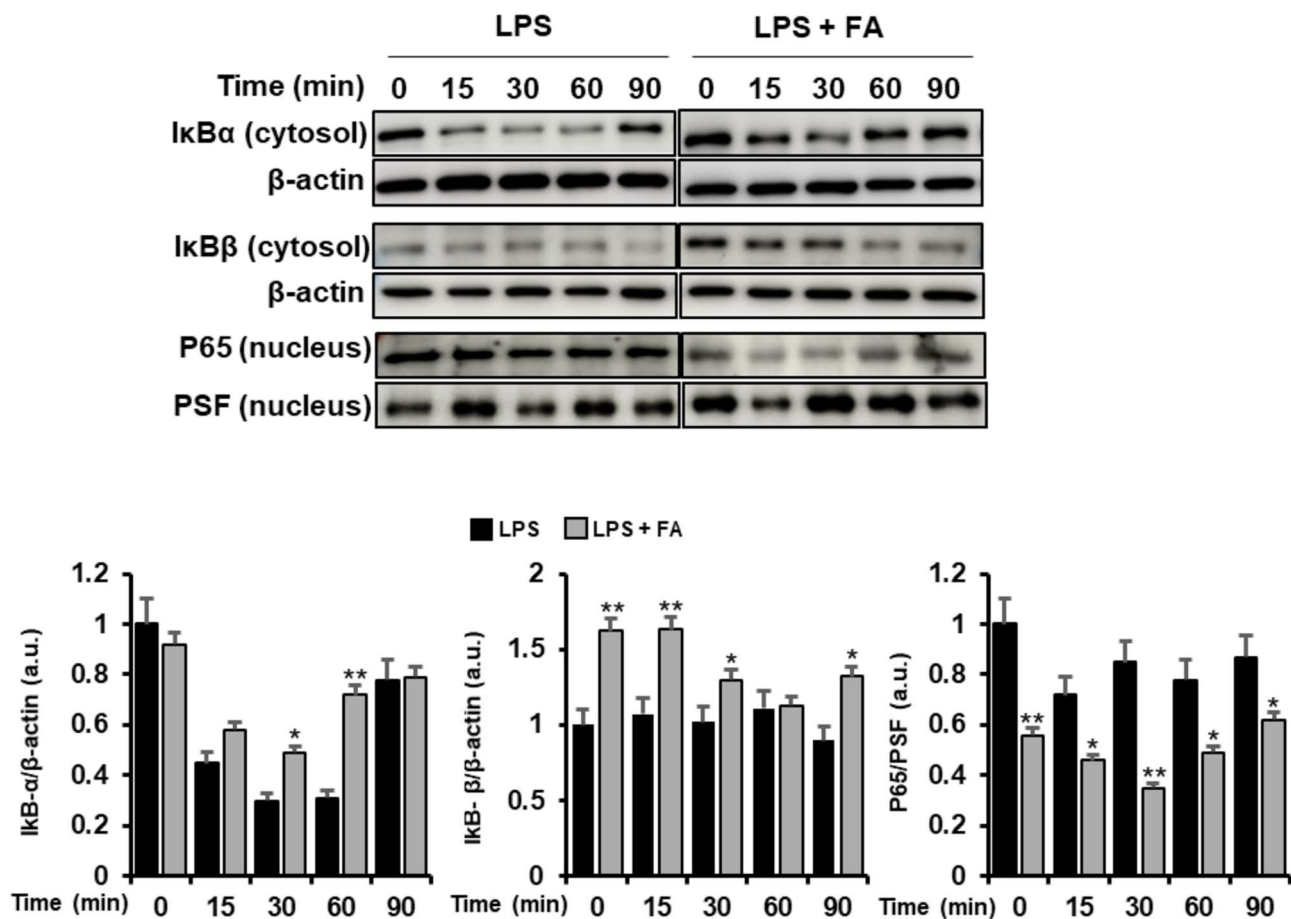 LPS LPS + FA
Time (min) 0 15 30 60 90 0 15 30 60 90
IκBα (cytosol)
β-actin
IκBβ (cytosol)
β-actin
P65 (nucleus)
PSF (nucleus)
LPS LPS + FA
IkB-α/β-actin (a.u.)
1.2
1
0.8
0.6
0.4
0.2
0
* **
Time (min) 0 15 30 60 90
IkB- β/β-actin (a.u.)
2
1.5
1
0.5
0
** ** * *
Time (min) 0 15 30 60 90
P65/PSF (a.u.)
1.2
1
0.8
0.6
0.4
0.2
0
** * ** * *
Time (min) 0 15 30 60 90